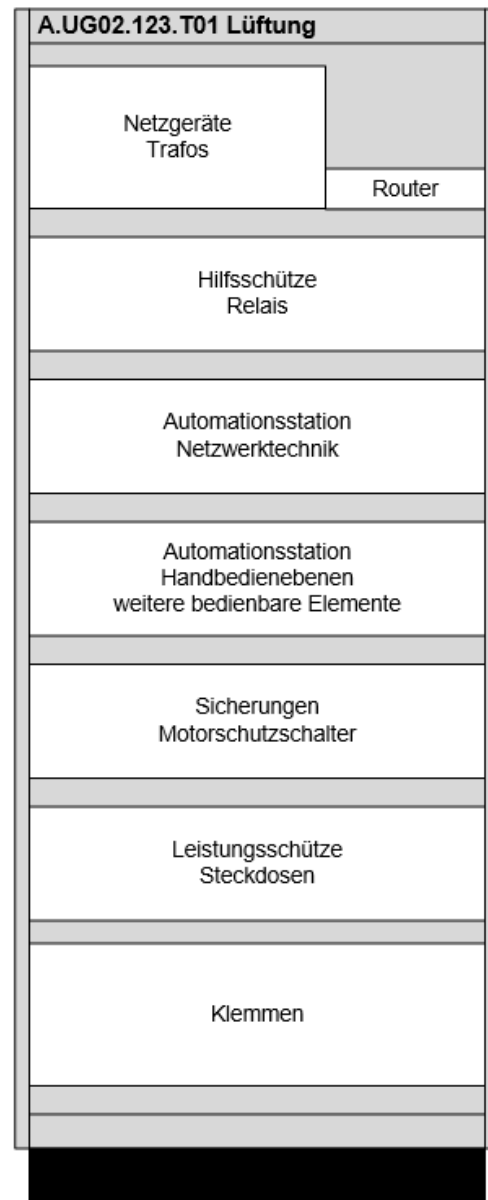 A.UG02.123.T01 Lüftung
Netzgeräte
Trafos
Router
Hilfsschütze
Relais
Automationsstation
Netzwerktechnik
Automationsstation
Handbedienebenen
weitere bedienbare Elemente
Sicherungen
Motorschutzschalter
Leistungsschütze
Steckdosen
Klemmen